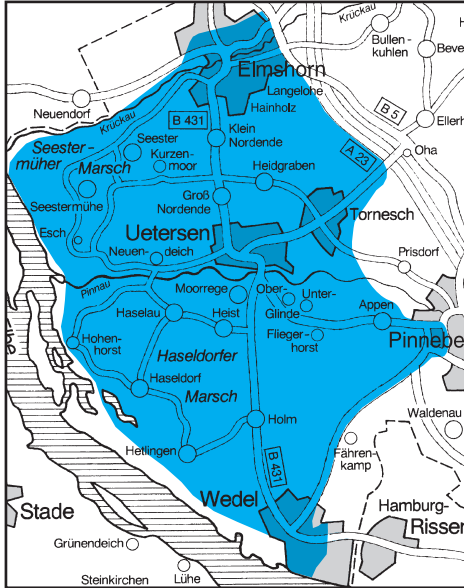 Krückau
Bullen-
kuhlen
Beve
Elmshorn
Langelohe
Hainholz
Neuendorf
B 5
Ellerh
Krückau
B 431
Klein
Nordende
Seester
Oha
Seester-
müher
Marsch
Kurzen-
moor
A 23
Heidgraben
Seestermühe
Groß
Nordende
Tornesch
Uetersen
Esch
Neuen-
deich
Prisdorf
Pinnau
Moorrege
Ober-
Unter-
Glinde
Appen
Haselau
Heist
Flieger-
horst
Pinnebe
Hohen-
horst
Haseldorfer
Marsch
Haseldorf
Holm
Waldenau
Hetlingen
B 431
Fähren-
kamp
Wedel
Stade
Hamburg-
Rissen
Grünendeich
Steinkirchen
Lühe